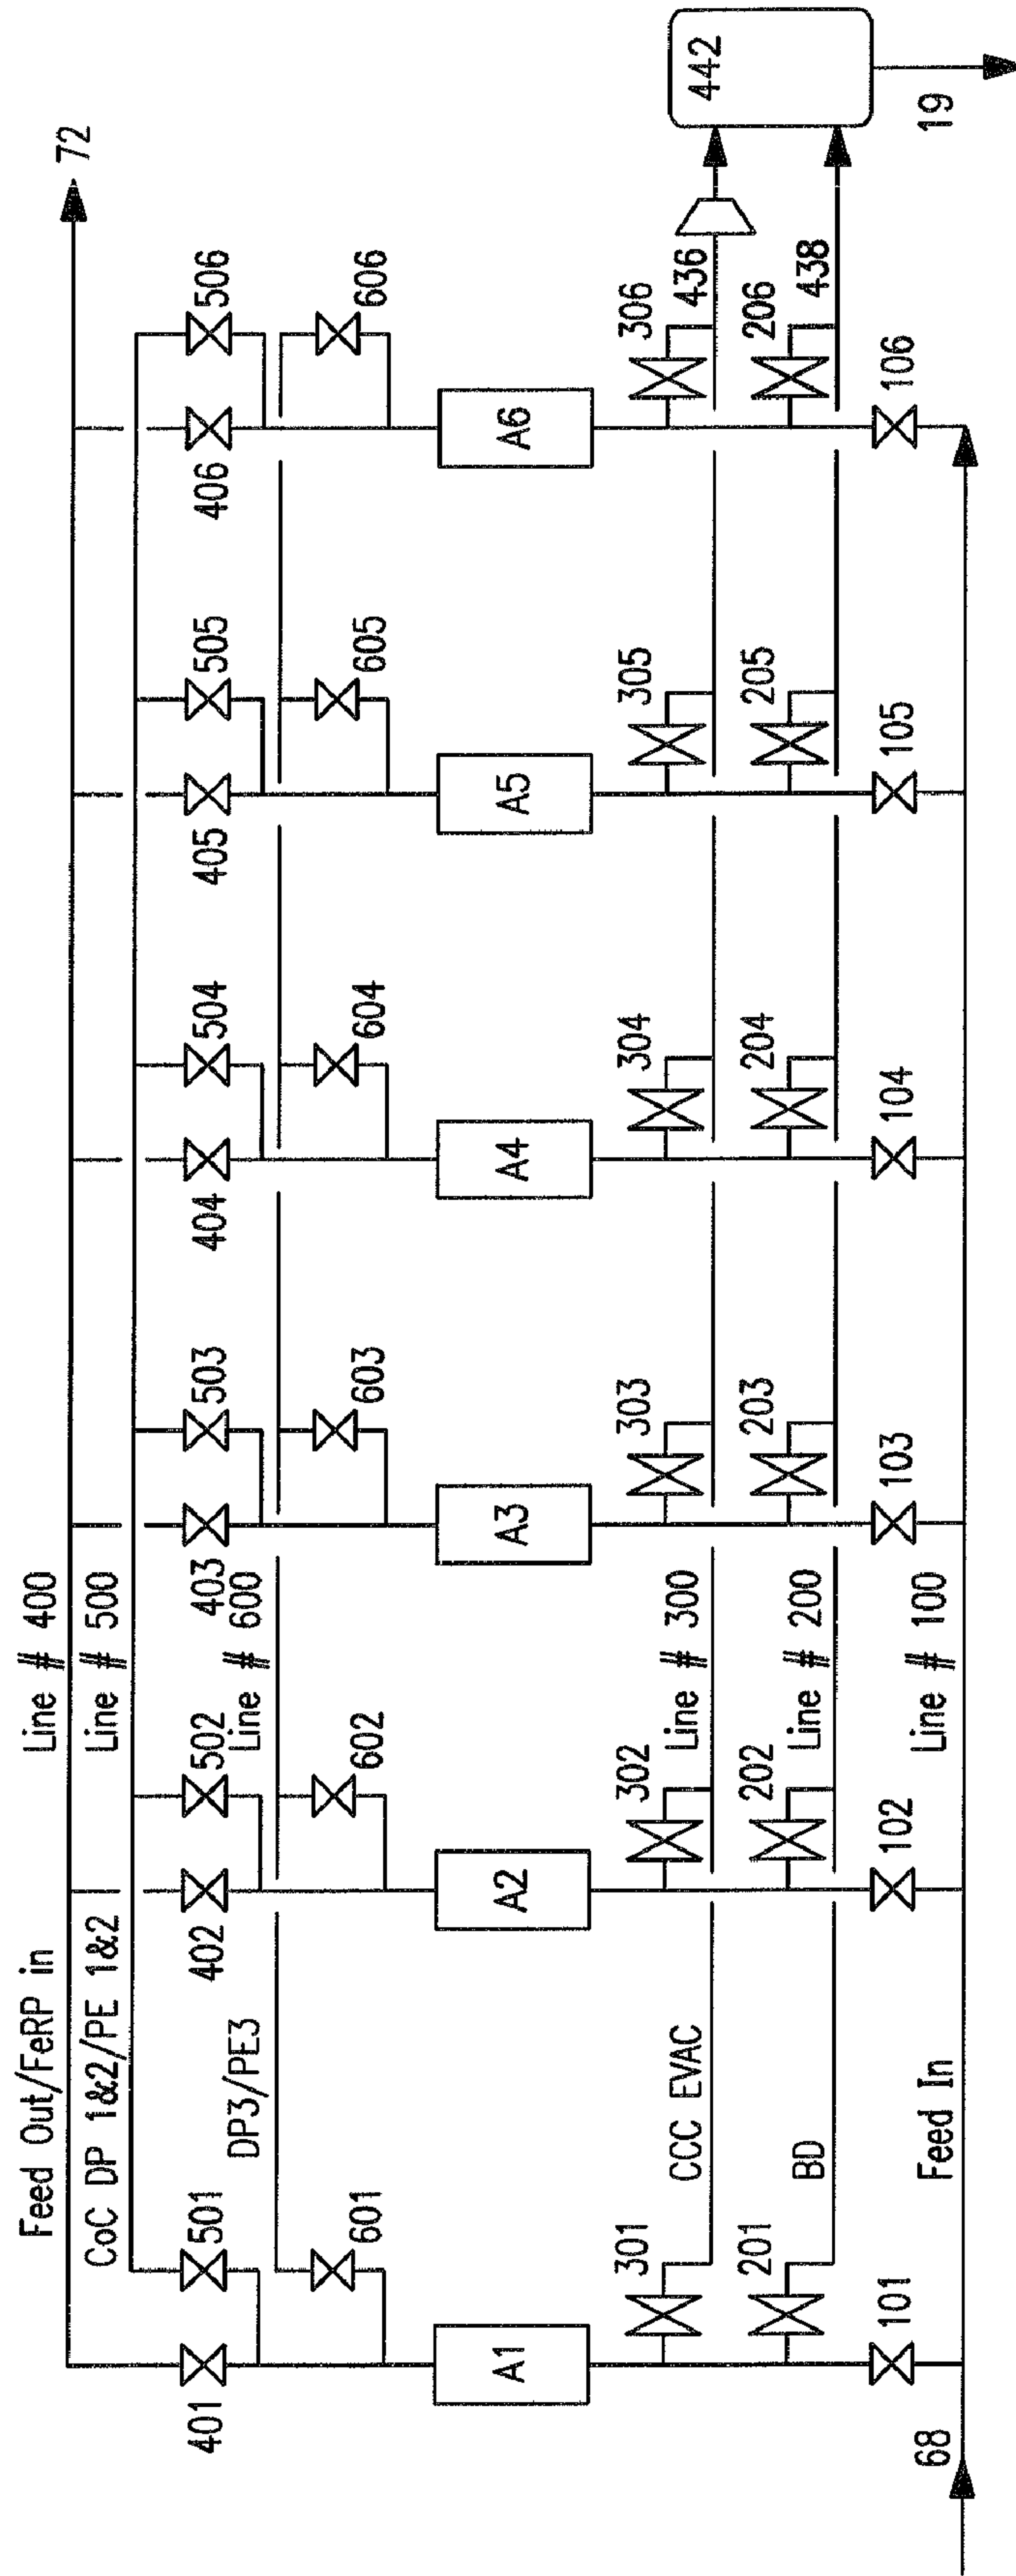 Feed Out/FeRP in
Line # 400
72
CoC DP 1&2/PE 1&2
Line # 500
401
501
402
502
403
503
404
504
405
505
406
506
DP3/PE3
Line # 600
601
602
603
604
605
606
A1
A2
A3
A4
A5
A6
301
302
303
304
305
306
CCC EVAC
Line # 300
436
442
201
202
203
204
205
206
BD
Line # 200
438
19
101
102
103
104
105
106
68
Feed In
Line # 100